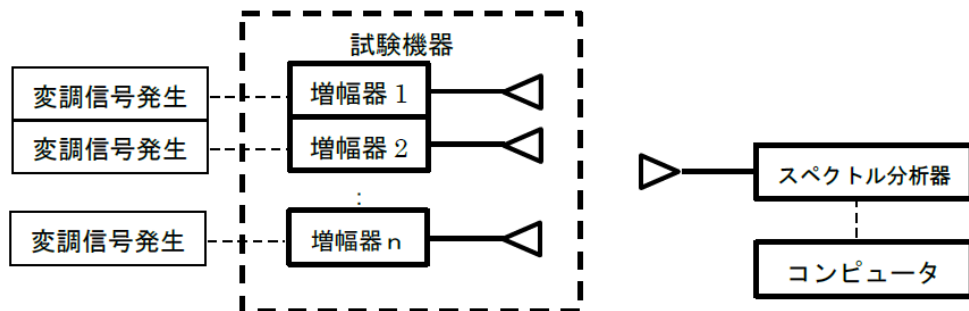 試験機器
変調信号発生
増幅器 1
変調信号発生
増幅器 2
:
変調信号発生
増幅器 n
スペクトル分析器
コンピュータ